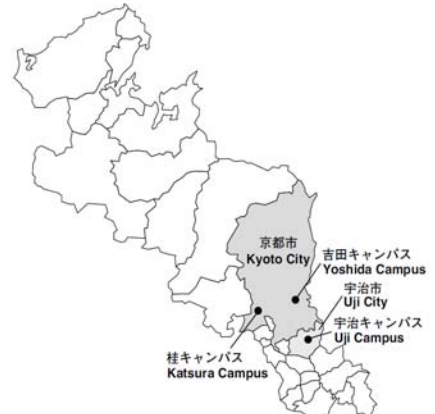 京都市
Kyoto City
吉田キャンパス
Yoshida Campus
宇治市
Uji City
宇治キャンパス
Uji Campus
桂キャンパス
Katsura Campus